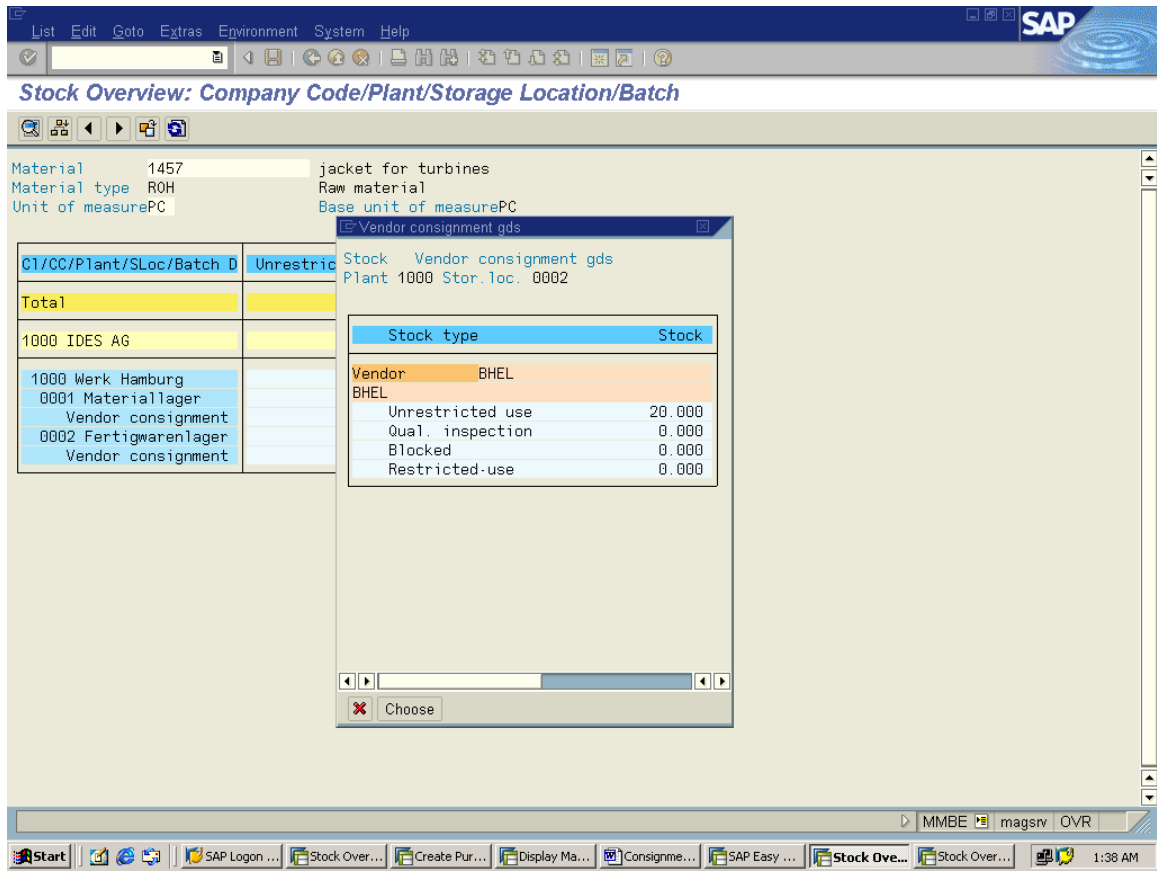 List Edit Goto Extras Environment System Help
SAP
Stock Overview: Company Code/Plant/Storage Location/Batch
Material 1457 jacket for turbines
Material type ROH Raw material
Unit of measurePC Base unit of measurePC
Vendor consignment gds
Stock Vendor consignment gds
Plant 1000 Stor.loc. 0002
Cl/CC/Plant/SLoc/Batch D Unrestric
Total
1000 IDES AG
1000 Werk Hamburg
0001 Materiallager
Vendor consignment
0002 Fertigwarenlager
Vendor consignment
Stock type Stock
Vendor BHEL
BHEL
Unrestricted use 20.000
Qual. inspection 0.000
Blocked 0.000
Restricted-use 0.000
Choose
MMBE magsrv OVR
Start SAP Logon ... Stock Over... Create Pur... Display Ma... Consignme... SAP Easy ... Stock Ove... Stock Over... 1:38 AM